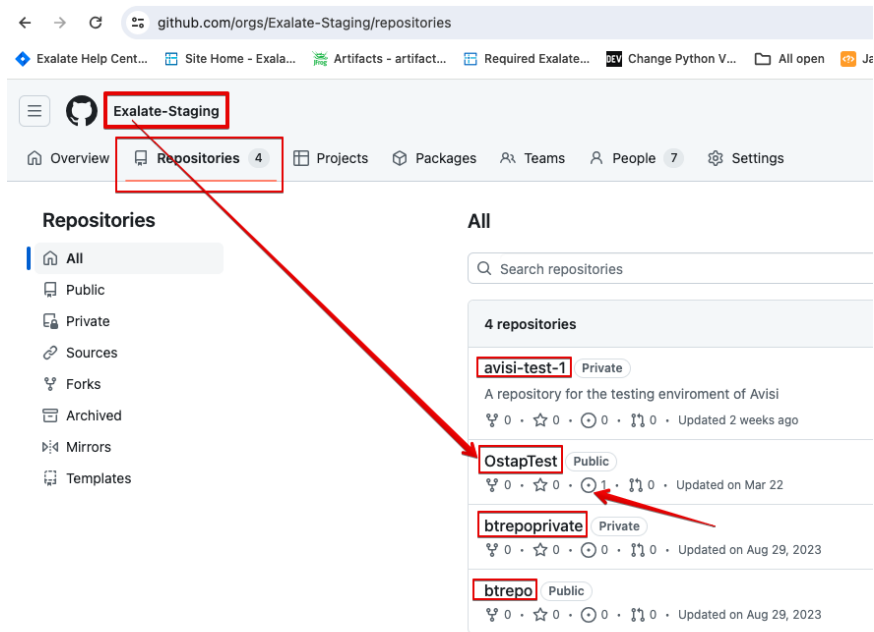 github.com/orgs/Exalate-Staging/repositories
Exalate Help Cent... Site Home - Exala... Artifacts - artifact... Required Exalate... DEV Change Python V... All open Ja
Exalate-Staging
Overview Repositories 4 Projects Packages Teams People 7 Settings
Repositories
All
Public
Private
Sources
Forks
Archived
Mirrors
Templates
All
Search repositories
4 repositories
avisi-test-1 Private
A repository for the testing enviroment of Avisi
0 · 0 · 0 · 0 · Updated 2 weeks ago
OstapTest Public
0 · 0 · 1 · 0 · Updated on Mar 22
btrepoprivate Private
0 · 0 · 0 · 0 · Updated on Aug 29, 2023
btrepo Public
0 · 0 · 0 · 0 · Updated on Aug 29, 2023